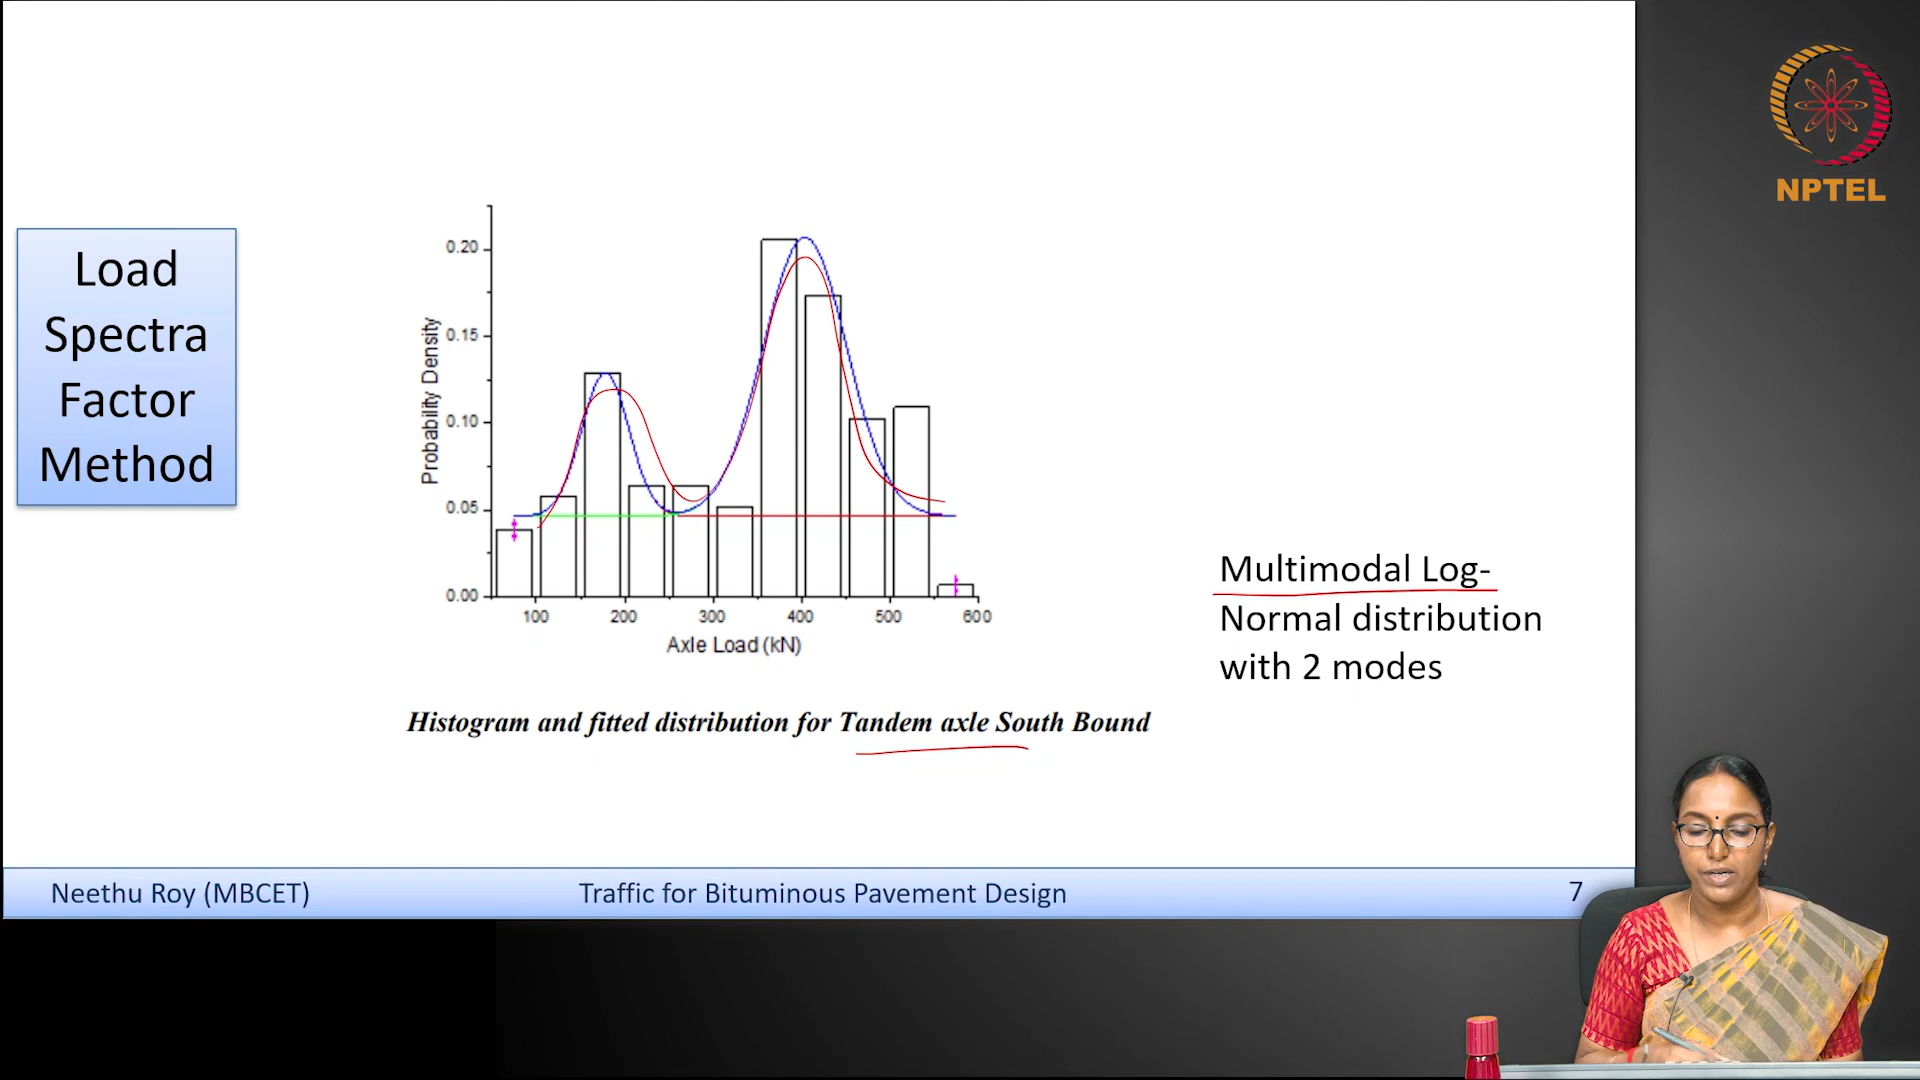 NPTEL
Load
Spectra
Factor
Method
0.20
0.15
0.10
0.05
0.00
Probability Density
100 200 300 400 500 600
Axle Load (kN)
Multimodal Log-
Normal distribution
with 2 modes
Histogram and fitted distribution for Tandem axle South Bound
Neethu Roy (MBCET) Traffic for Bituminous Pavement Design 7